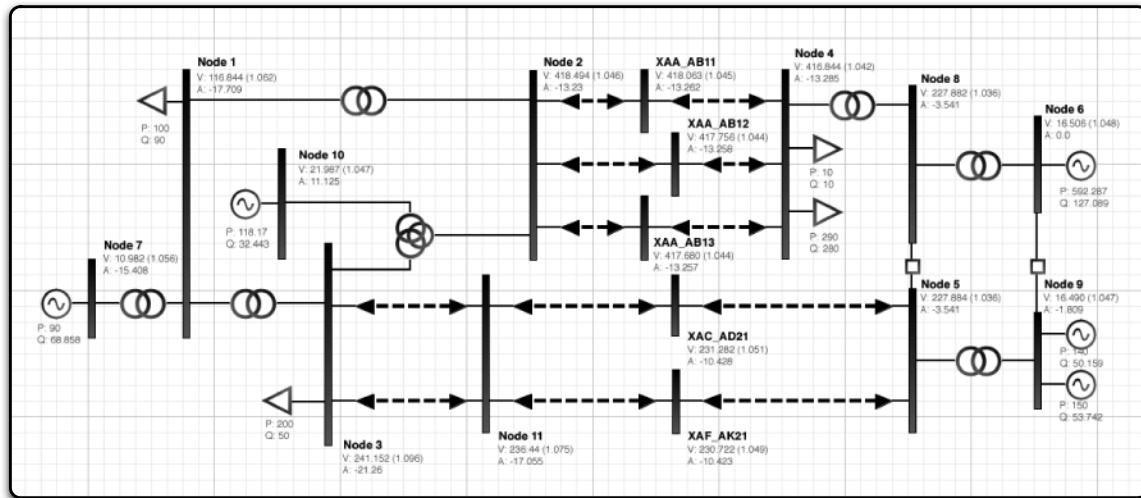 Node 1
V: 116.844 (1.062)
A: -17.709
P: 100
Q: 90
Node 2
V: 418.494 (1.046)
A: -13.23
XAA_AB11
V: 418.063 (1.045)
A: -13.262
Node 4
V: 416.844 (1.042)
A: -13.285
Node 8
V: 227.882 (1.036)
A: -3.541
Node 6
V: 16.506 (1.048)
A: 0.0
P: 592.287
Q: 127.089
XAA_AB12
V: 417.756 (1.044)
A: -13.258
P: 10
Q: 10
Node 10
V: 21.987 (1.047)
A: 11.125
P: 118.17
Q: 32.443
P: 290
Q: 280
XAA_AB13
V: 417.680 (1.044)
A: -13.257
Node 7
V: 10.982 (1.056)
A: -15.408
P: 90
Q: 68.858
Node 5
V: 227.884 (1.036)
A: -3.541
Node 9
V: 16.490 (1.047)
A: -1.809
P: 140
Q: 50.159
P: 150
Q: 53.742
XAC_AD21
V: 231.282 (1.051)
A: -10.428
P: 200
Q: 50
Node 3
V: 241.152 (1.096)
A: -21.26
Node 11
V: 236.44 (1.075)
A: -17.055
XAF_AK21
V: 230.722 (1.049)
A: -10.423